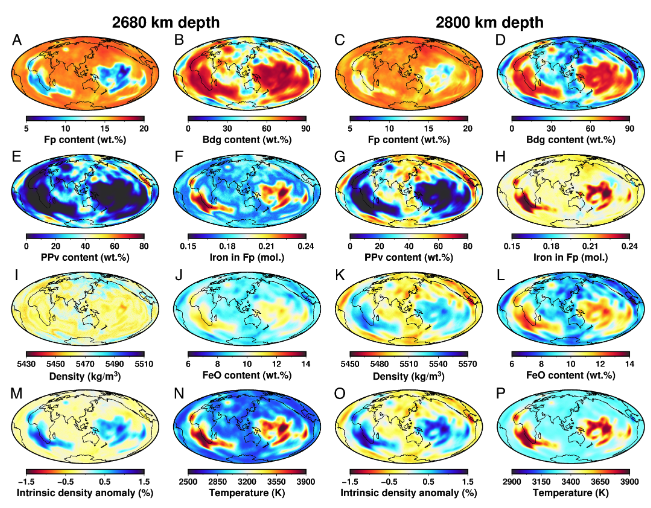 2680 km depth 2800 km depth
A B C D
5 10 15 20 0 30 60 90 5 10 15 20 0 30 60 90
Fp content (wt.%) Bdg content (wt.%) Fp content (wt.%) Bdg content (wt.%)
E F G H
0 20 40 60 80 0.15 0.18 0.21 0.24 0 20 40 60 80 0.15 0.18 0.21 0.24
PPv content (wt.%) Iron in Fp (mol.) PPv content (wt.%) Iron in Fp (mol.)
I J K L
5430 5450 5470 5490 5510 6 8 10 12 14 5450 5480 5510 5540 5570 6 8 10 12 14
Density (kg/m³) FeO content (wt.%) Density (kg/m³) FeO content (wt.%)
M N O P
−1.5 −0.5 0.5 1.5 2500 2850 3200 3550 3900 −1.5 −0.5 0.5 1.5 2900 3150 3400 3650 3900
Intrinsic density anomaly (%) Temperature (K) Intrinsic density anomaly (%) Temperature (K)